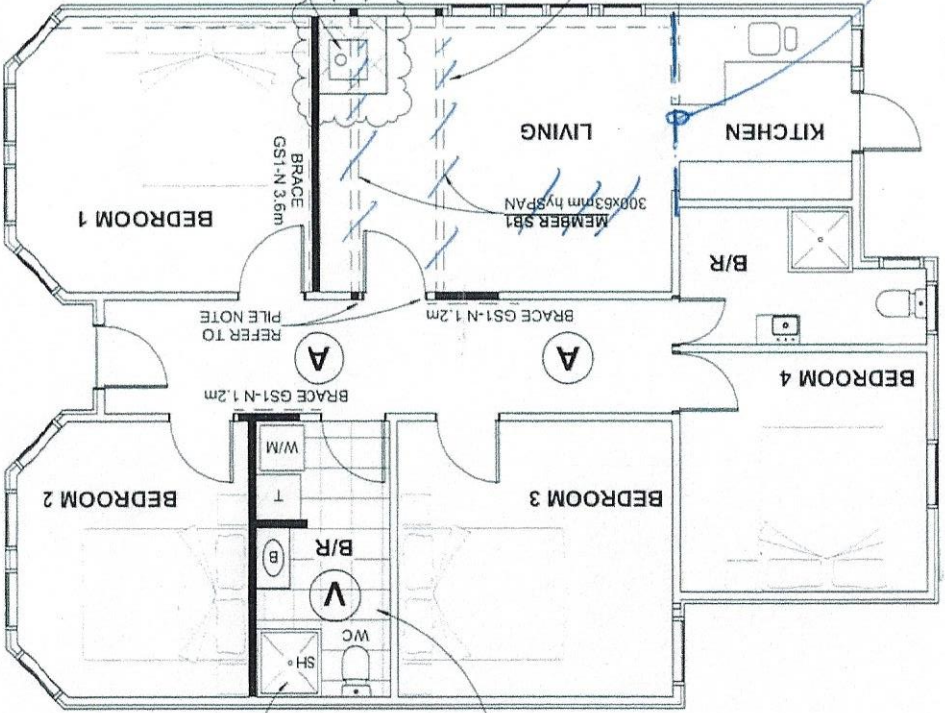 WC
SH
V
B/R
B
BEDROOM 3
T
BEDROOM 2
W/M
BEDROOM 4
BRACE GS1-N 1.2m
A
A
BRACE GS1-N 1.2m
REFER TO
PILE NOTE
B/R
BEDROOM 1
MEMBER SB1
300x63mm hySPAN
BRACE
GS1-N 3.6m
KITCHEN
LIVING